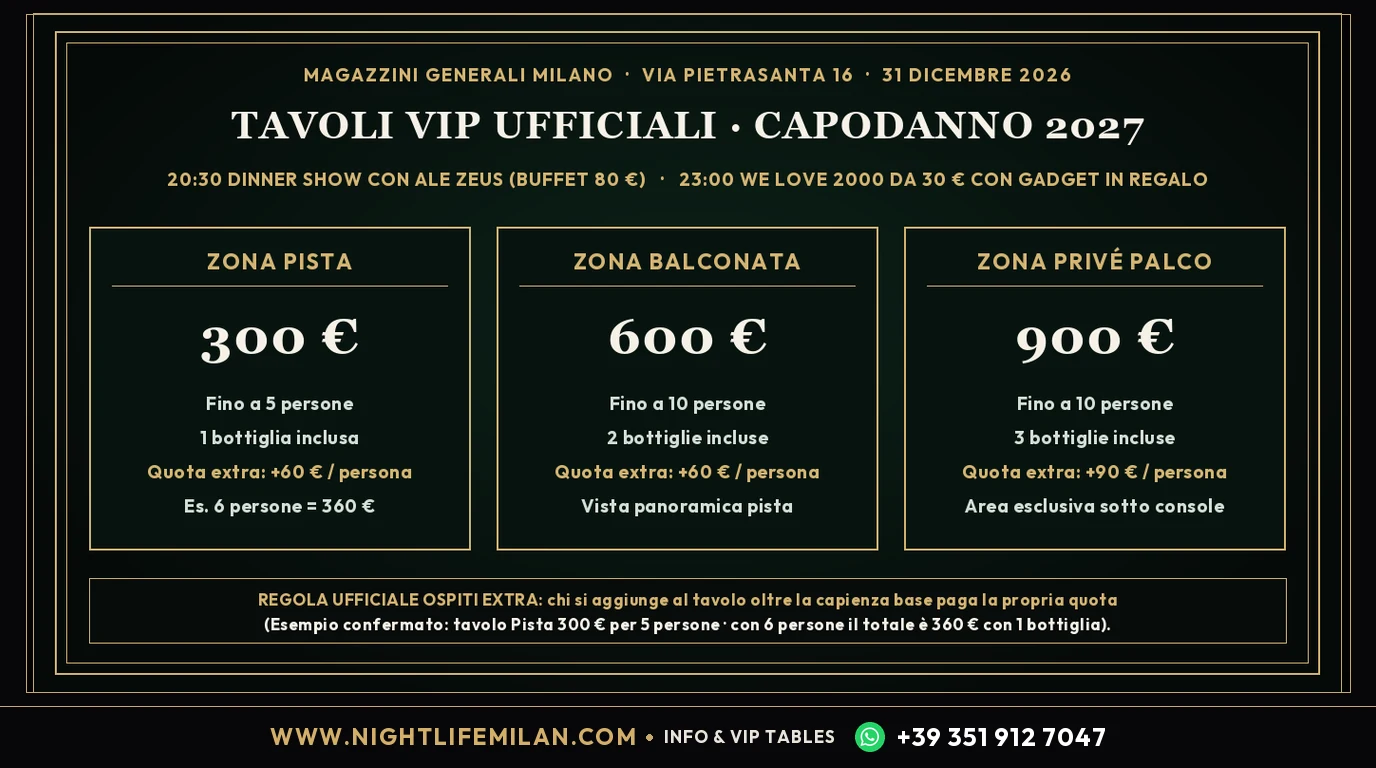 MAGAZZINI GENERALI MILANO · VIA PIETRASANTA 16 · 31 DICEMBRE 2026
TAVOLI VIP UFFICIALI · CAPODANNO 2027
20:30 DINNER SHOW CON ALE ZEUS (BUFFET 80 €) · 23:00 WE LOVE 2000 DA 30 € CON GADGET IN REGALO
ZONA PISTA
300 €
Fino a 5 persone
1 bottiglia inclusa
Quota extra: +60 € / persona
Es. 6 persone = 360 €
ZONA BALCONATA
600 €
Fino a 10 persone
2 bottiglie incluse
Quota extra: +60 € / persona
Vista panoramica pista
ZONA PRIVÉ PALCO
900 €
Fino a 10 persone
3 bottiglie incluse
Quota extra: +90 € / persona
Area esclusiva sotto console
REGOLA UFFICIALE OSPITI EXTRA: chi si aggiunge al tavolo oltre la capienza base paga la propria quota
(Esempio confermato: tavolo Pista 300 € per 5 persone · con 6 persone il totale è 360 € con 1 bottiglia).
WWW.NIGHTLIFEMILAN.COM • INFO & VIP TABLES +39 351 912 7047